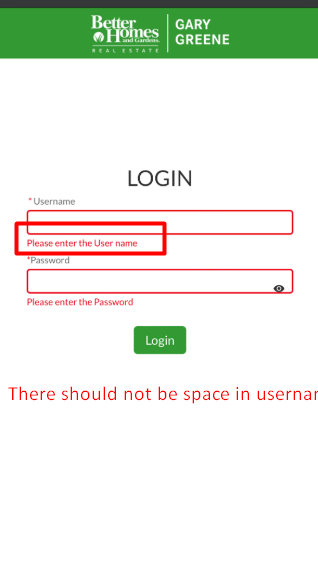 Better
Homes
and Gardens.
REAL ESTATE
GARY
GREENE
LOGIN
* Username
Please enter the User name
*Password
Please enter the Password
Login
There should not be space in usernam